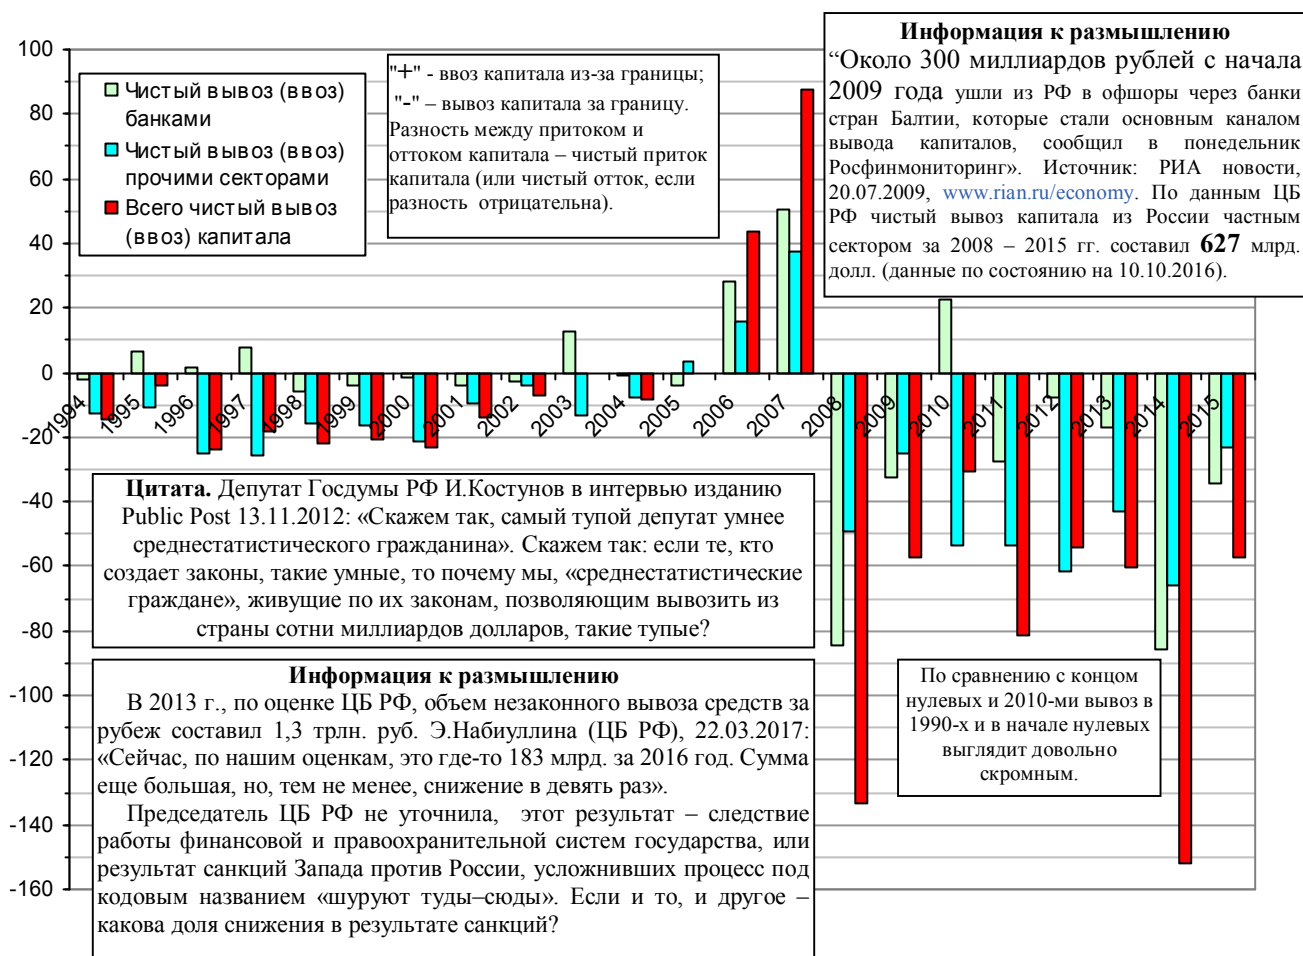 Информация к размышлению
“Около 300 миллиардов рублей с начала
2009 года ушли из РФ в офшоры через банки
стран Балтии, которые стали основным каналом
вывода капиталов, сообщил в понедельник
Росфинмониторинг». Источник: РИА новости,
20.07.2009, www.rian.ru/economy. По данным ЦБ
РФ чистый вывоз капитала из России частным
сектором за 2008 – 2015 гг. составил 627 млрд.
долл. (данные по состоянию на 10.10.2016).
"+" - ввоз капитала из-за границы;
"-" – вывоз капитала за границу.
Разность между притоком и
оттоком капитала – чистый приток
капитала (или чистый отток, если
разность отрицательна).
Чистый вывоз (ввоз)
банками
Чистый вывоз (ввоз)
прочими секторами
Всего чистый вывоз
(ввоз) капитала
100
80
60
40
20
0
-20
-40
-60
-80
-100
-120
-140
-160
1994
1995
1996
1997
1998
1999
2000
2001
2002
2003
2004
2005
2006
2007
2008
2009
2010
2011
2012
2013
2014
2015
Цитата. Депутат Госдумы РФ И.Костунов в интервью изданию
Public Post 13.11.2012: «Скажем так, самый тупой депутат умнее
среднестатистического гражданина». Скажем так: если те, кто
создает законы, такие умные, то почему мы, «среднестатистические
граждане», живущие по их законам, позволяющим вывозить из
страны сотни миллиардов долларов, такие тупые?
Информация к размышлению
В 2013 г., по оценке ЦБ РФ, объем незаконного вывоза средств за
рубеж составил 1,3 трлн. руб. Э.Набиуллина (ЦБ РФ), 22.03.2017:
«Сейчас, по нашим оценкам, это где-то 183 млрд. за 2016 год. Сумма
еще большая, но, тем не менее, снижение в девять раз».
Председатель ЦБ РФ не уточнила, этот результат – следствие
работы финансовой и правоохранительной систем государства, или
результат санкций Запада против России, усложнивших процесс под
кодовым названием «шуруют туды–сюды». Если и то, и другое –
какова доля снижения в результате санкций?
По сравнению с концом
нулевых и 2010-ми вывоз в
1990-х и в начале нулевых
выглядит довольно
скромным.